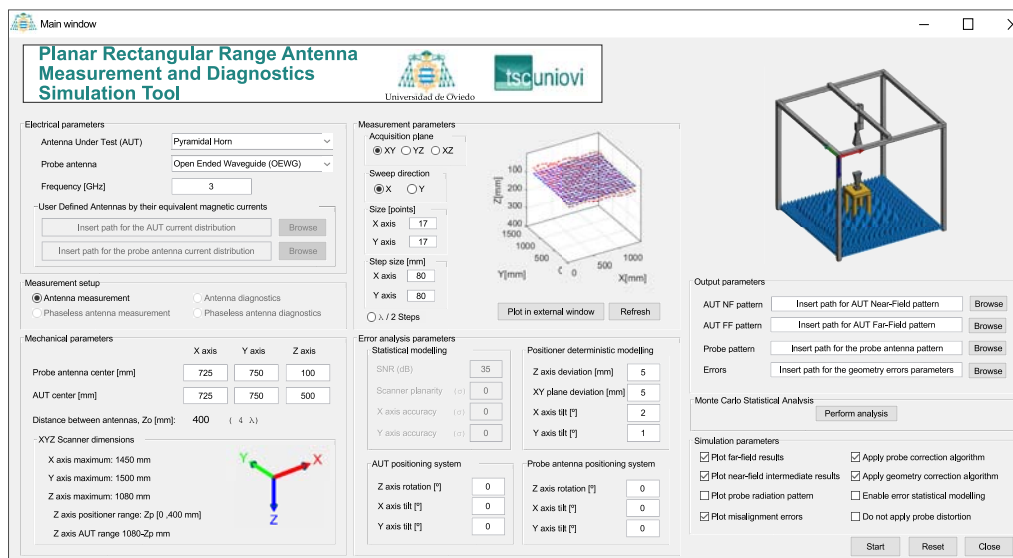 Main window
Planar Rectangular Range Antenna
Measurement and Diagnostics
Simulation Tool
Universidad de Oviedo
tsc uniovi
Electrical parameters
Antenna Under Test (AUT) Pyramidal Horn
Probe antenna Open Ended Waveguide (OEWG)
Frequency [GHz] 3
User Defined Antennas by their equivalent magnetic currents
Insert path for the AUT current distribution Browse
Insert path for the probe antenna current distribution Browse
Measurement setup
Antenna measurement Antenna diagnostics
Phaseless antenna measurement Phaseless antenna diagnostics
Mechanical parameters
X axis Y axis Z axis
Probe antenna center [mm] 725 750 100
AUT center [mm] 725 750 500
Distance between antennas, Zo [mm]: 400 ( 4 λ)
XYZ Scanner dimensions
X axis maximum: 1450 mm
Y axis maximum: 1500 mm
Z axis maximum: 1080 mm
Z axis positioner range: Zp [0 ,400 mm]
Z axis AUT range 1080-Zp mm
Y X
Z
Measurement parameters
Acquisition plane
XY YZ XZ
Sweep direction
X Y
Size [points]
X axis 17
Y axis 17
Step size [mm]
X axis 80
Y axis 80
λ / 2 Steps
Z[mm]
100
200
300
400
1500
1000
500
0 500 1000
Y[mm] X[mm]
Plot in external window Refresh
Error analysis parameters
Statistical modelling
SNR (dB) 35
Scanner planarity (σ) 0
X axis accuracy (σ) 0
Y axis accuracy (σ) 0
Positioner deterministic modelling
Z axis deviation [mm] 5
XY plane deviation [mm] 5
X axis tilt [º] 2
Y axis tilt [º] 1
AUT positioning system
Z axis rotation [º] 0
X axis tilt [º] 0
Y axis tilt [º] 0
Probe antenna positioning system
Z axis rotation [º] 0
X axis tilt [º] 0
Y axis tilt [º] 0
Output parameters
AUT NF pattern Insert path for AUT Near-Field pattern Browse
AUT FF pattern Insert path for AUT Far-Field pattern Browse
Probe pattern Insert path for the probe antenna pattern Browse
Errors Insert path for the geometry errors parameters Browse
Monte Carlo Statistical Analysis
Perform analysis
Simulation parameters
Plot far-field results Apply probe correction algorithm
Plot near-field intermediate results Apply geometry correction algorithm
Plot probe radiation pattern Enable error statistical modelling
Plot misalignment errors Do not apply probe distortion
Start Reset Close